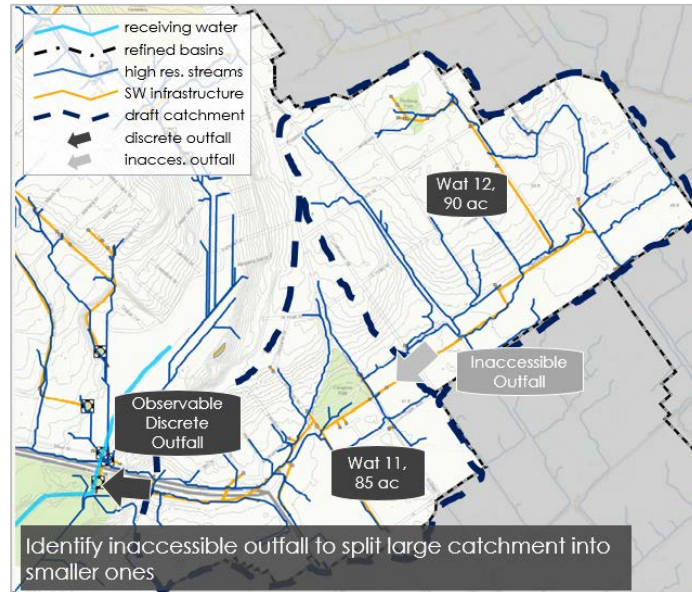 receiving water
refined basins
high res. streams
SW infrastructure
draft catchment
discrete outfall
inacces. outfall
Wat 12,
90 ac
Inaccessible
Outfall
Observable
Discrete
Outfall
Wat 11,
85 ac
Identify inaccessible outfall to split large catchment into
smaller ones